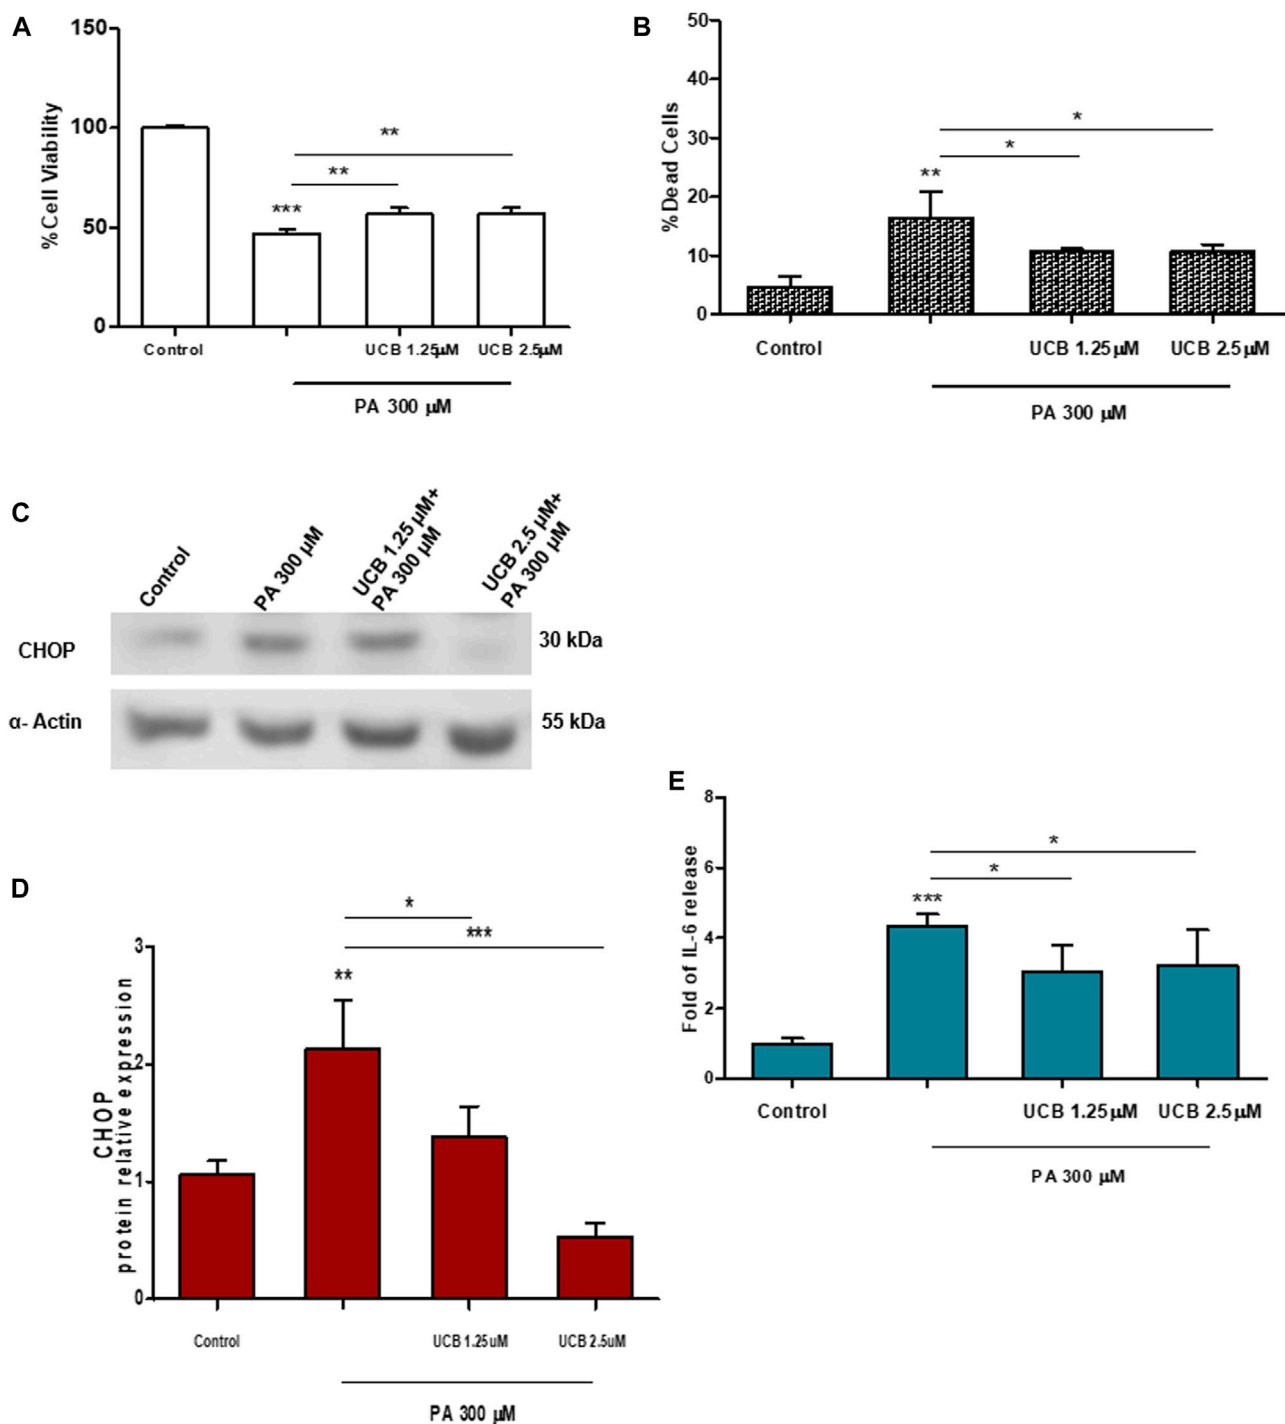 A
150
100
50
0
%Cell Viability
***
**
**
Control
UCB 1.25µM
UCB 2.5µM
PA 300 µM
B
50
40
30
20
10
0
%Dead Cells
**
*
*
Control
UCB 1.25µM
UCB 2.5µM
PA 300 µM
C
Control
PA 300 µM
UCB 1.25 µM+
PA 300 µM
UCB 2.5 µM+
PA 300 µM
CHOP
30 kDa
α- Actin
55 kDa
D
3
2
1
0
CHOP
protein relative expression
**
*
***
Control
UCB 1.25uM
UCB 2.5uM
PA 300 µM
E
8
6
4
2
0
Fold of IL-6 release
***
*
*
Control
UCB 1.25µM
UCB 2.5µM
PA 300 µM